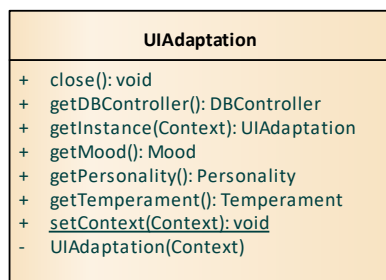 UIAdaptation
+ close(): void
+ getDBController(): DBController
+ getInstance(Context): UIAdaptation
+ getMood(): Mood
+ getPersonality(): Personality
+ getTemperament(): Temperament
+ setContext(Context): void
- UIAdaptation(Context)